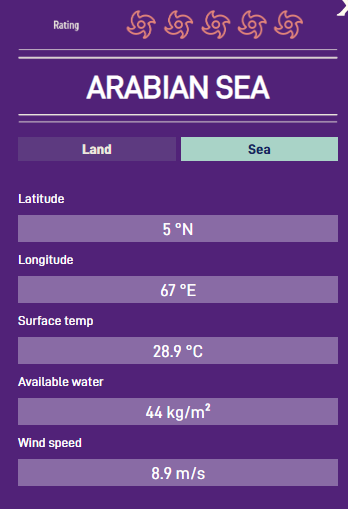 Rating
ARABIAN SEA
Land
Sea
Latitude
5 °N
Longitude
67 °E
Surface temp
28.9 °C
Available water
44 kg/m²
Wind speed
8.9 m/s